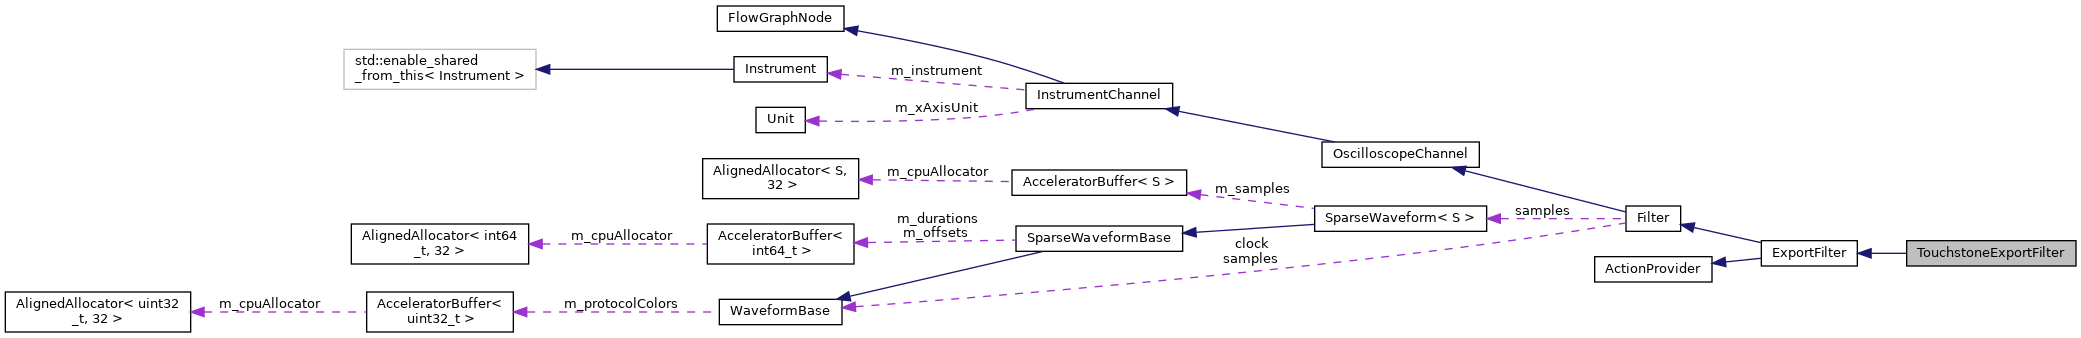 FlowGraphNode
std::enable_shared
_from_this< Instrument >
Instrument
m_instrument
InstrumentChannel
m_xAxisUnit
Unit
OscilloscopeChannel
AlignedAllocator< S,
32 >
m_cpuAllocator
AcceleratorBuffer< S >
m_samples
SparseWaveform< S >
samples
Filter
m_durations
m_offsets
AlignedAllocator< int64
_t, 32 >
m_cpuAllocator
AcceleratorBuffer<
int64_t >
SparseWaveformBase
clock
samples
ExportFilter
TouchstoneExportFilter
ActionProvider
AlignedAllocator< uint32
_t, 32 >
m_cpuAllocator
AcceleratorBuffer<
uint32_t >
m_protocolColors
WaveformBase